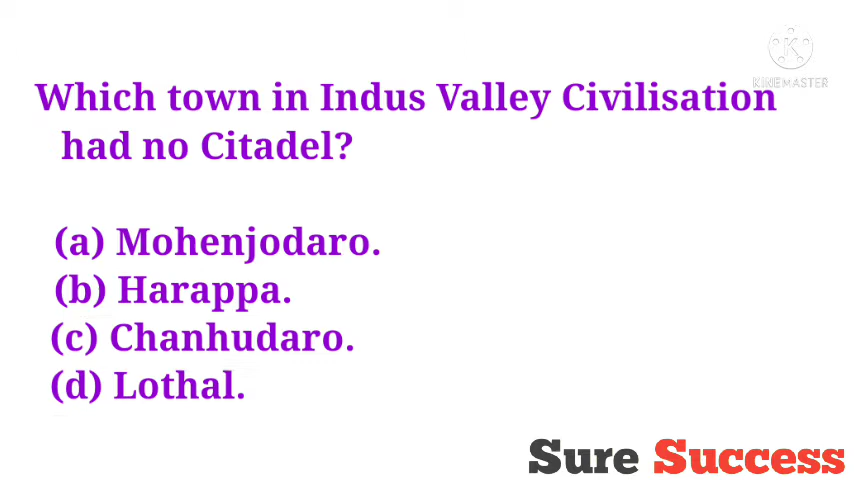 KINEMASTER
Which town in Indus Valley Civilisation
had no Citadel?
(a) Mohenjodaro.
(b) Harappa.
(c) Chanhudaro.
(d) Lothal.
Sure Success